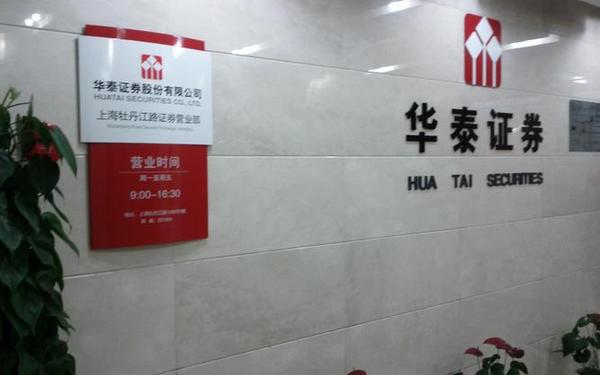 华泰证券股份有限公司
HUATAI SECURITIES CO., LTD.
上海牡丹江路证券营业部
营业时间
周一至周五
9:00-16:30
华泰证券
HUA TAI SECURITIES